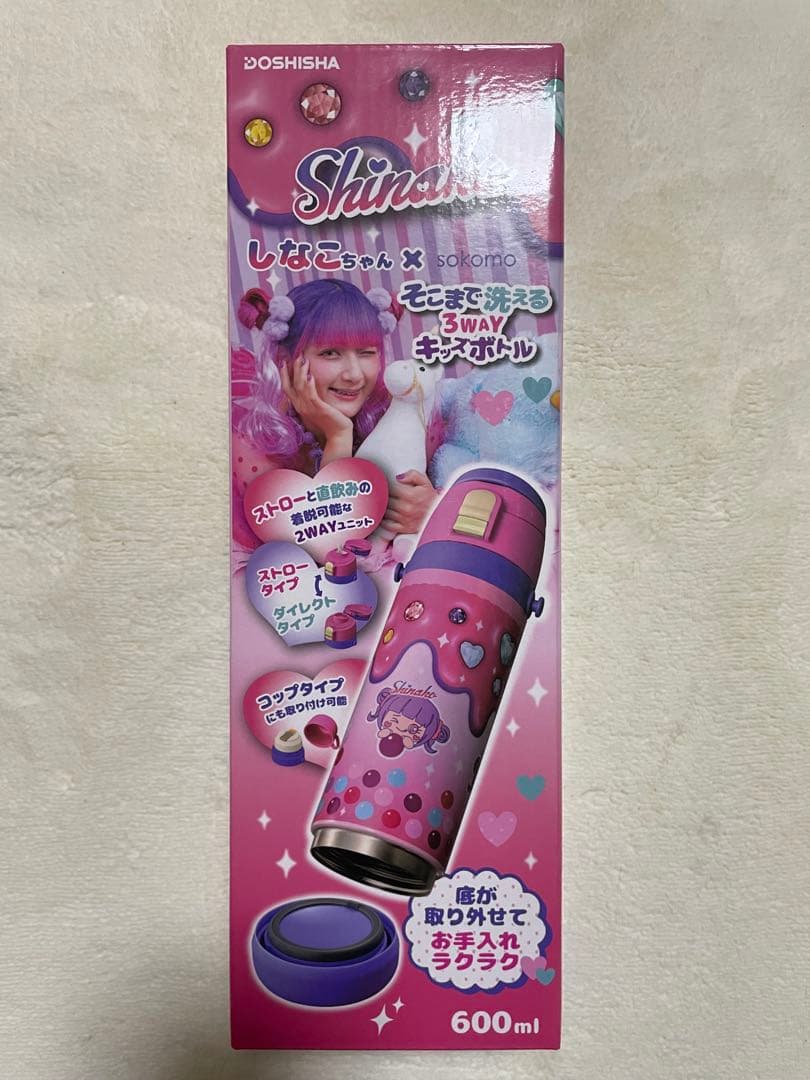 DOSHISHA
Shinako
しなこちゃん × sokomo
そこまで洗える
3WAY
キッズボトル
ストローと直飲みの
着脱可能な
2WAYユニット
ストロー
タイプ
ダイレクト
タイプ
コップタイプ
にも取り付け可能
Shinako
底が
取り外せて
お手入れ
ラクラク
600ml